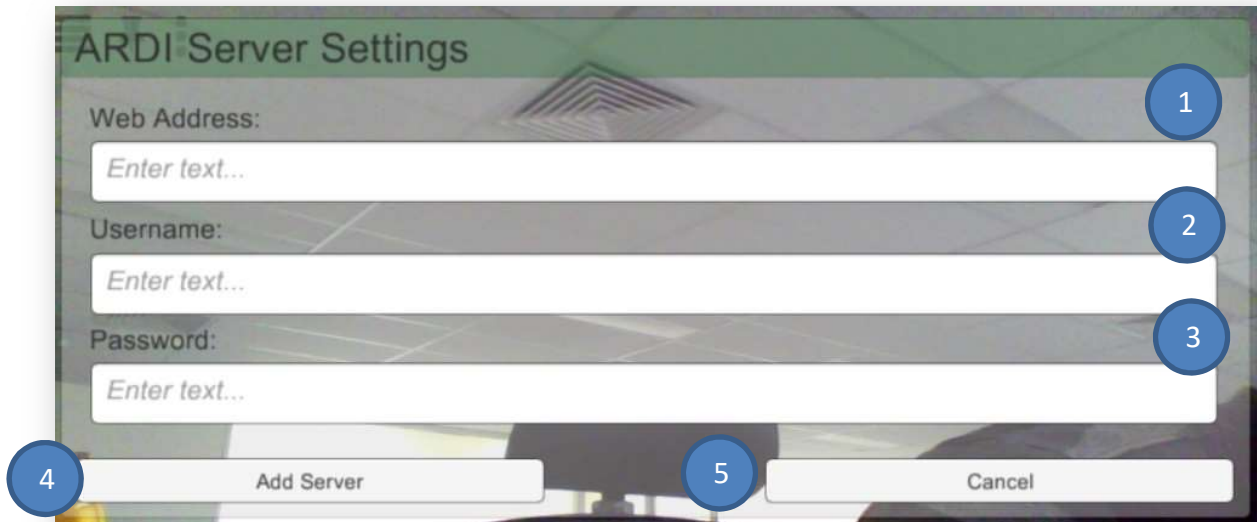 ARDI Server Settings
1
Web Address:
Enter text...
2
Username:
Enter text...
3
Password:
Enter text...
4
Add Server
5
Cancel